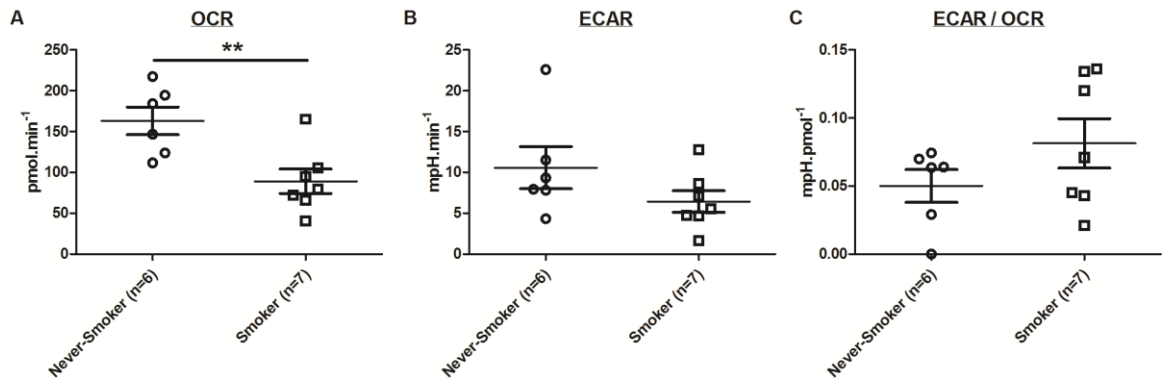 A
OCR
**
250
200
150
100
50
0
pmol.min⁻¹
Never-Smoker (n=6)
Smoker (n=7)
B
ECAR
25
20
15
10
5
0
mpH.min⁻¹
Never-Smoker (n=6)
Smoker (n=7)
C
ECAR / OCR
0.15
0.10
0.05
0.00
mpH.pmol⁻¹
Never-Smoker (n=6)
Smoker (n=7)